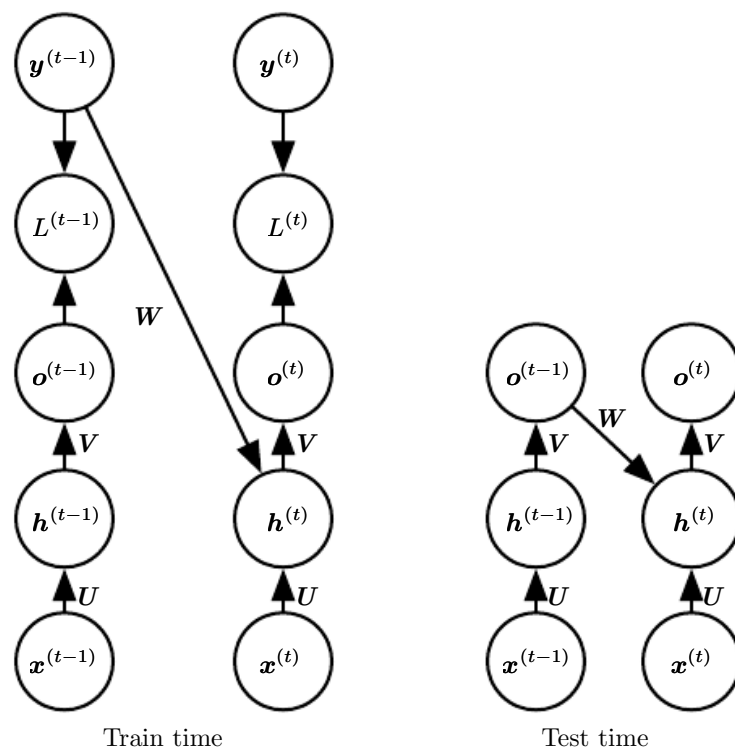 y^(t−1) y^(t)
L^(t−1) L^(t)
W
o^(t−1) o^(t) o^(t−1) o^(t)
W
V V V V
h^(t−1) h^(t) h^(t−1) h^(t)
U U U U
x^(t−1) x^(t) x^(t−1) x^(t)
Train time Test time